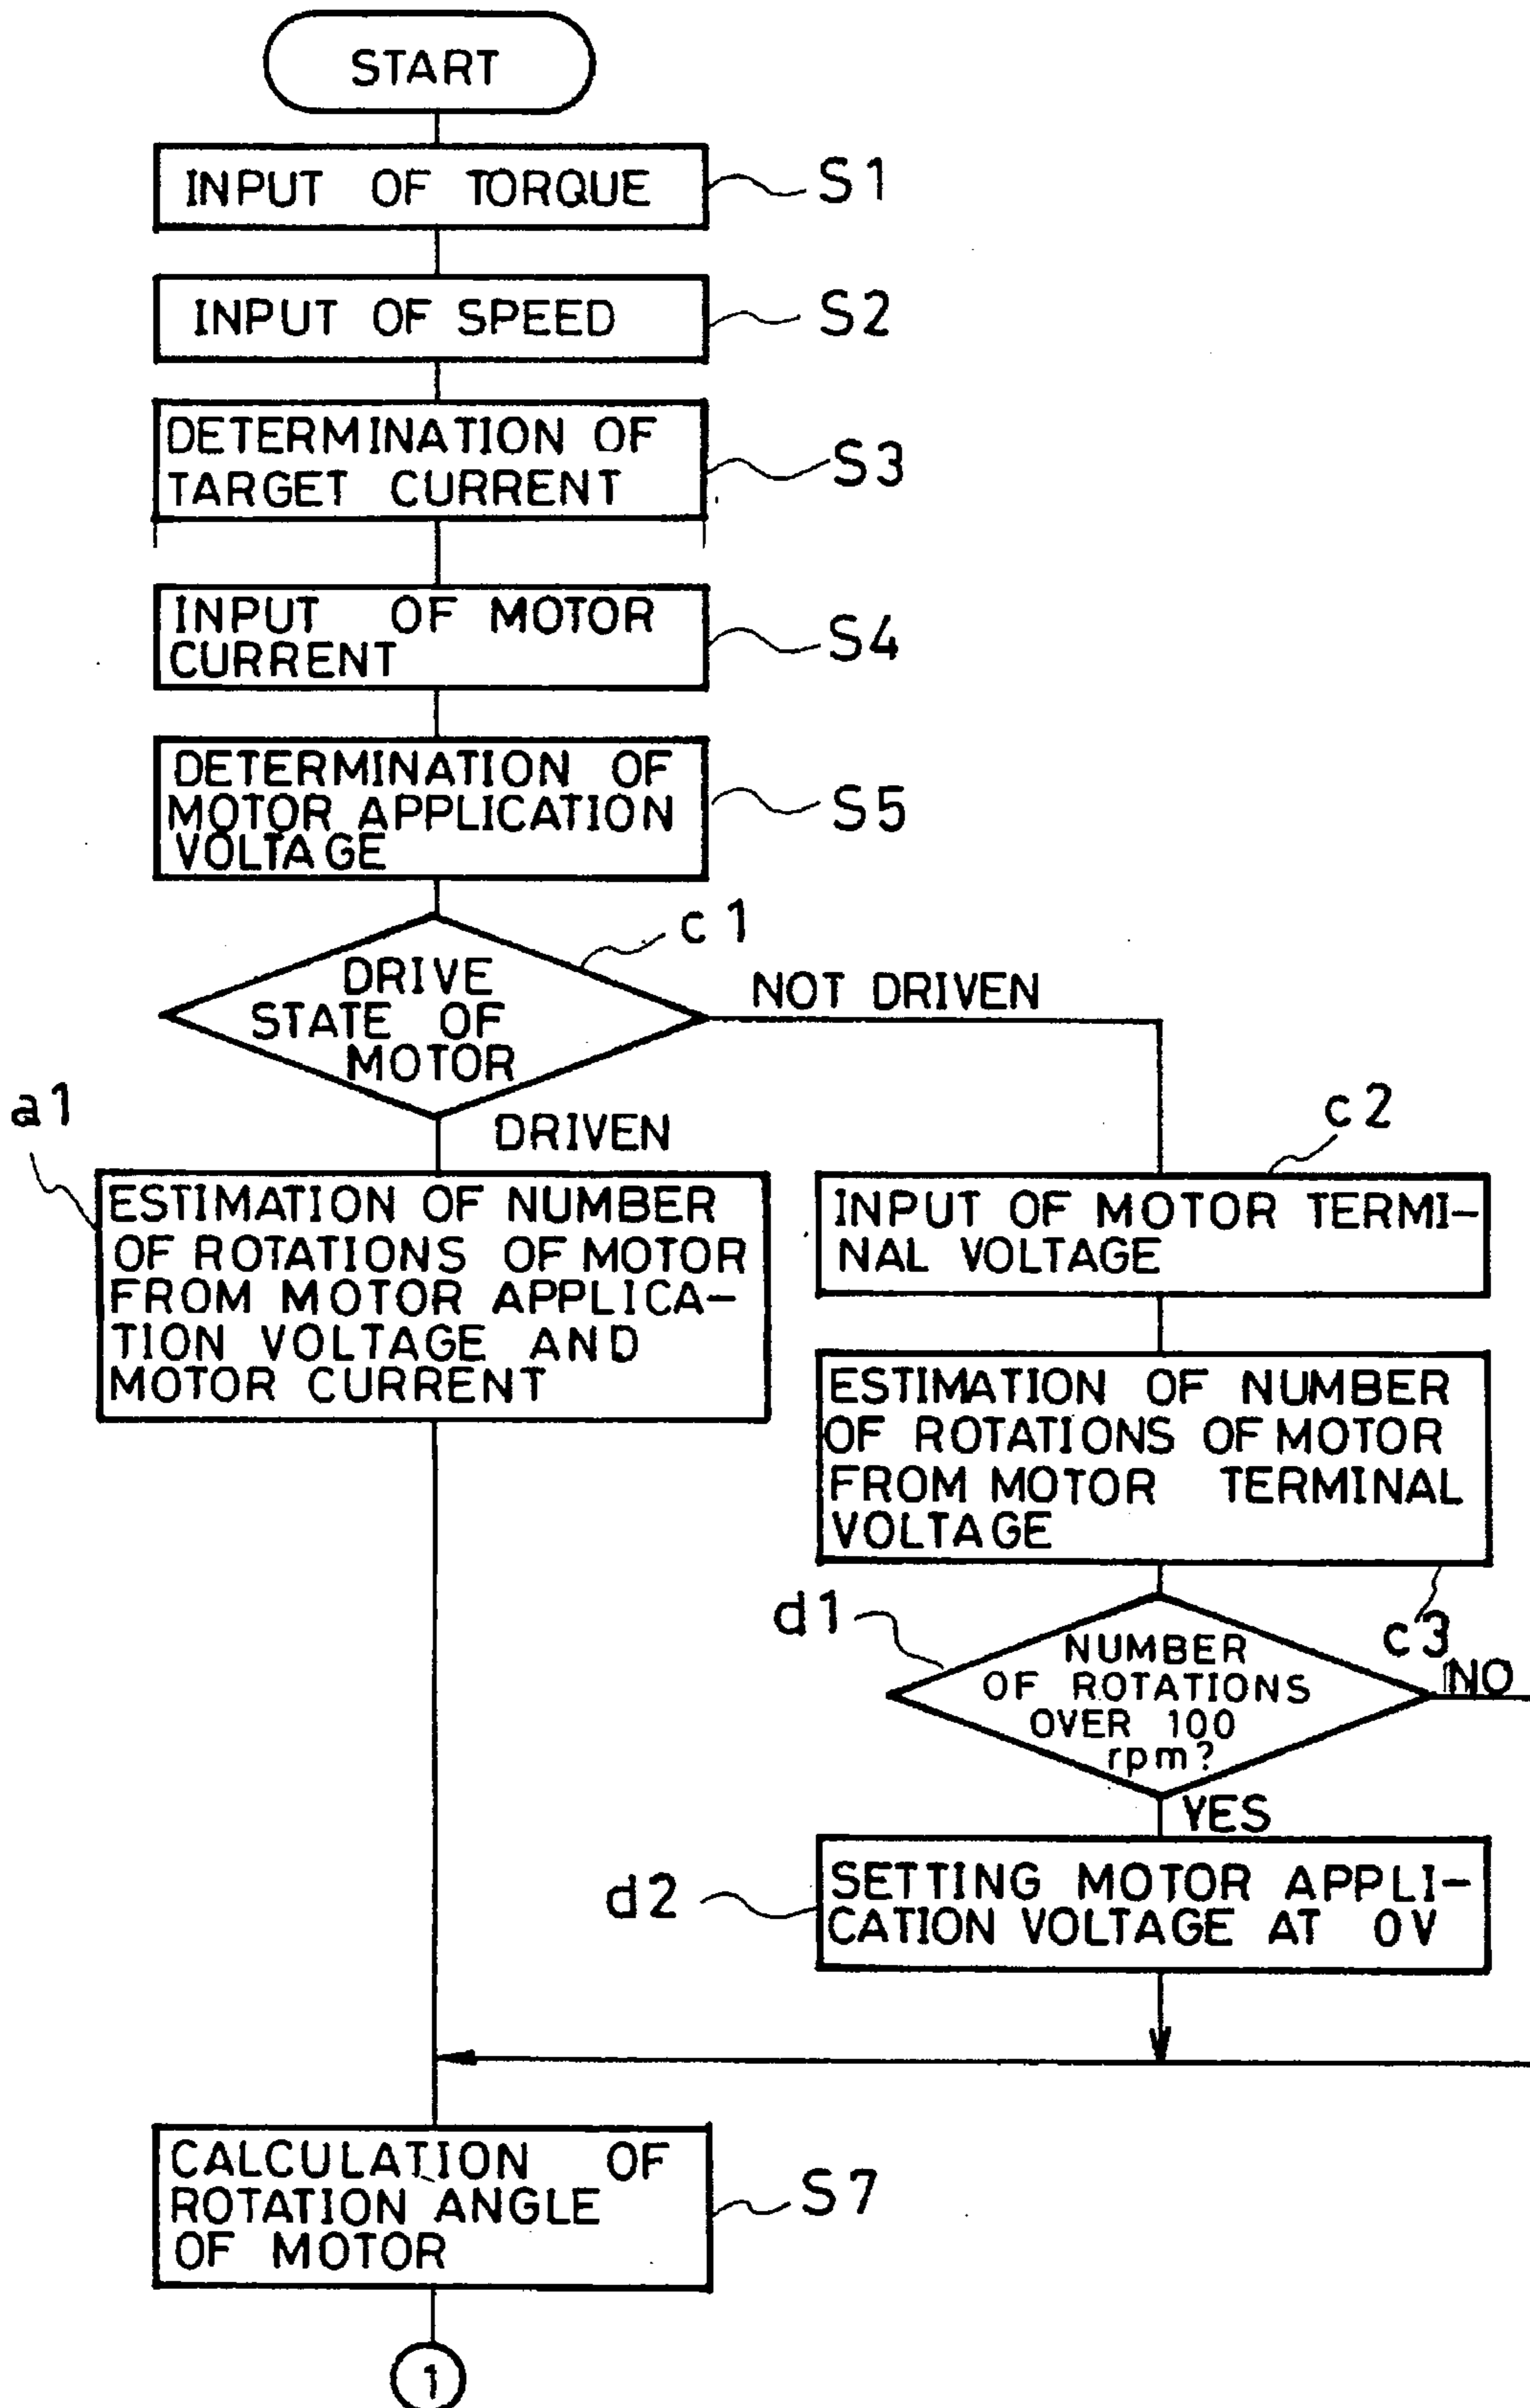 START
INPUT OF TORQUE
S1
INPUT OF SPEED
S2
DETERMINATION OF
TARGET CURRENT
S3
INPUT OF MOTOR
CURRENT
S4
DETERMINATION OF
MOTOR APPLICATION
VOLTAGE
S5
c1
DRIVE
STATE OF
MOTOR
NOT DRIVEN
DRIVEN
a1
ESTIMATION OF NUMBER
OF ROTATIONS OF MOTOR
FROM MOTOR APPLICA-
TION VOLTAGE AND
MOTOR CURRENT
c2
INPUT OF MOTOR TERMI-
NAL VOLTAGE
ESTIMATION OF NUMBER
OF ROTATIONS OF MOTOR
FROM MOTOR TERMINAL
VOLTAGE
c3
d1
NUMBER
OF ROTATIONS
OVER 100
rpm?
NO
YES
d2
SETTING MOTOR APPLI-
CATION VOLTAGE AT 0V
CALCULATION OF
ROTATION ANGLE
OF MOTOR
S7
1